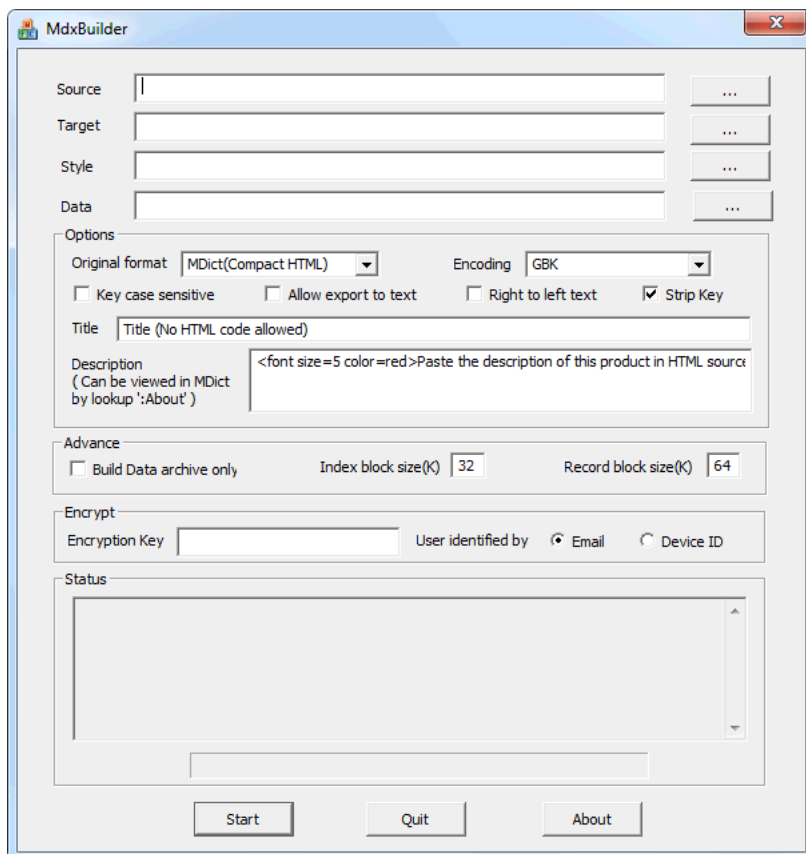 MdxBuilder
Source ...
Target ...
Style ...
Data ...
Options
Original format MDict(Compact HTML) Encoding GBK
Key case sensitive Allow export to text Right to left text Strip Key
Title Title (No HTML code allowed)
Description <font size=5 color=red>Paste the description of this product in HTML source
( Can be viewed in MDict
by lookup ':About' )
Advance
Build Data archive only Index block size(K) 32 Record block size(K) 64
Encrypt
Encryption Key User identified by Email Device ID
Status
Start Quit About